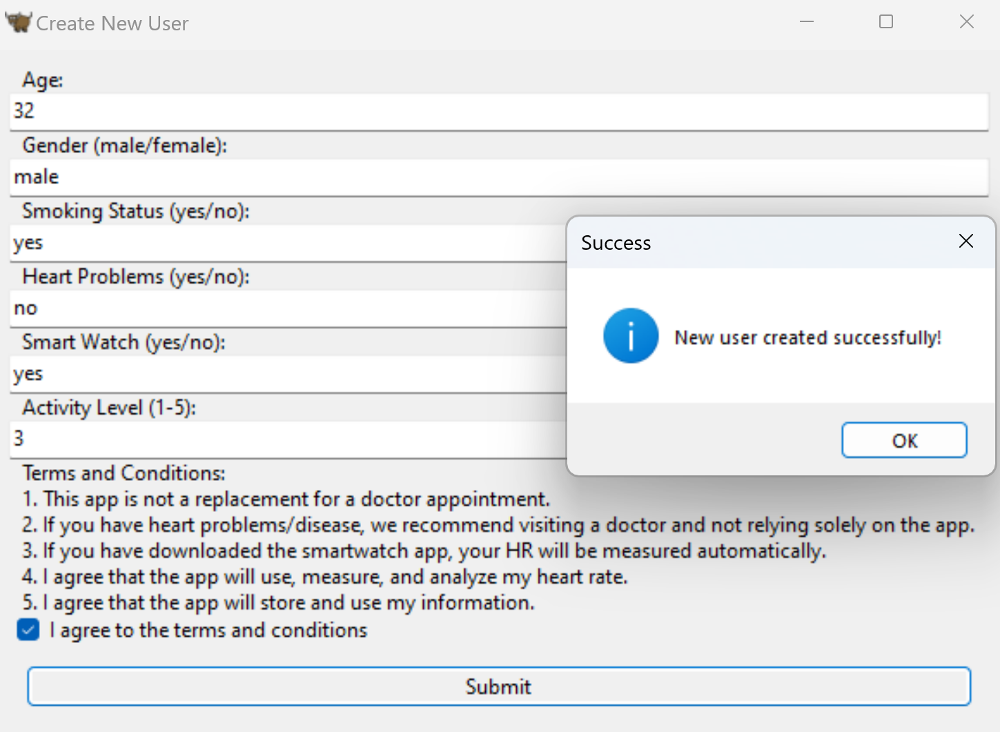 Create New User
Age:
32
Gender (male/female):
male
Smoking Status (yes/no):
yes
Heart Problems (yes/no):
no
Smart Watch (yes/no):
yes
Activity Level (1-5):
3
Success
New user created successfully!
OK
Terms and Conditions:
1. This app is not a replacement for a doctor appointment.
2. If you have heart problems/disease, we recommend visiting a doctor and not relying solely on the app.
3. If you have downloaded the smartwatch app, your HR will be measured automatically.
4. I agree that the app will use, measure, and analyze my heart rate.
5. I agree that the app will store and use my information.
I agree to the terms and conditions
Submit